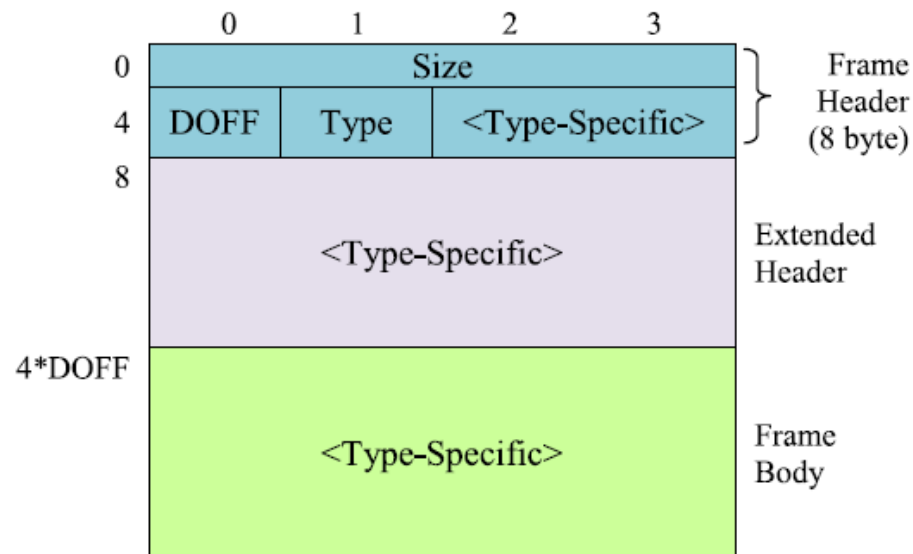 0 1 2 3
0 Size
4 DOFF Type <Type-Specific>
Frame
Header
(8 byte)
8
<Type-Specific>
Extended
Header
4*DOFF
<Type-Specific>
Frame
Body